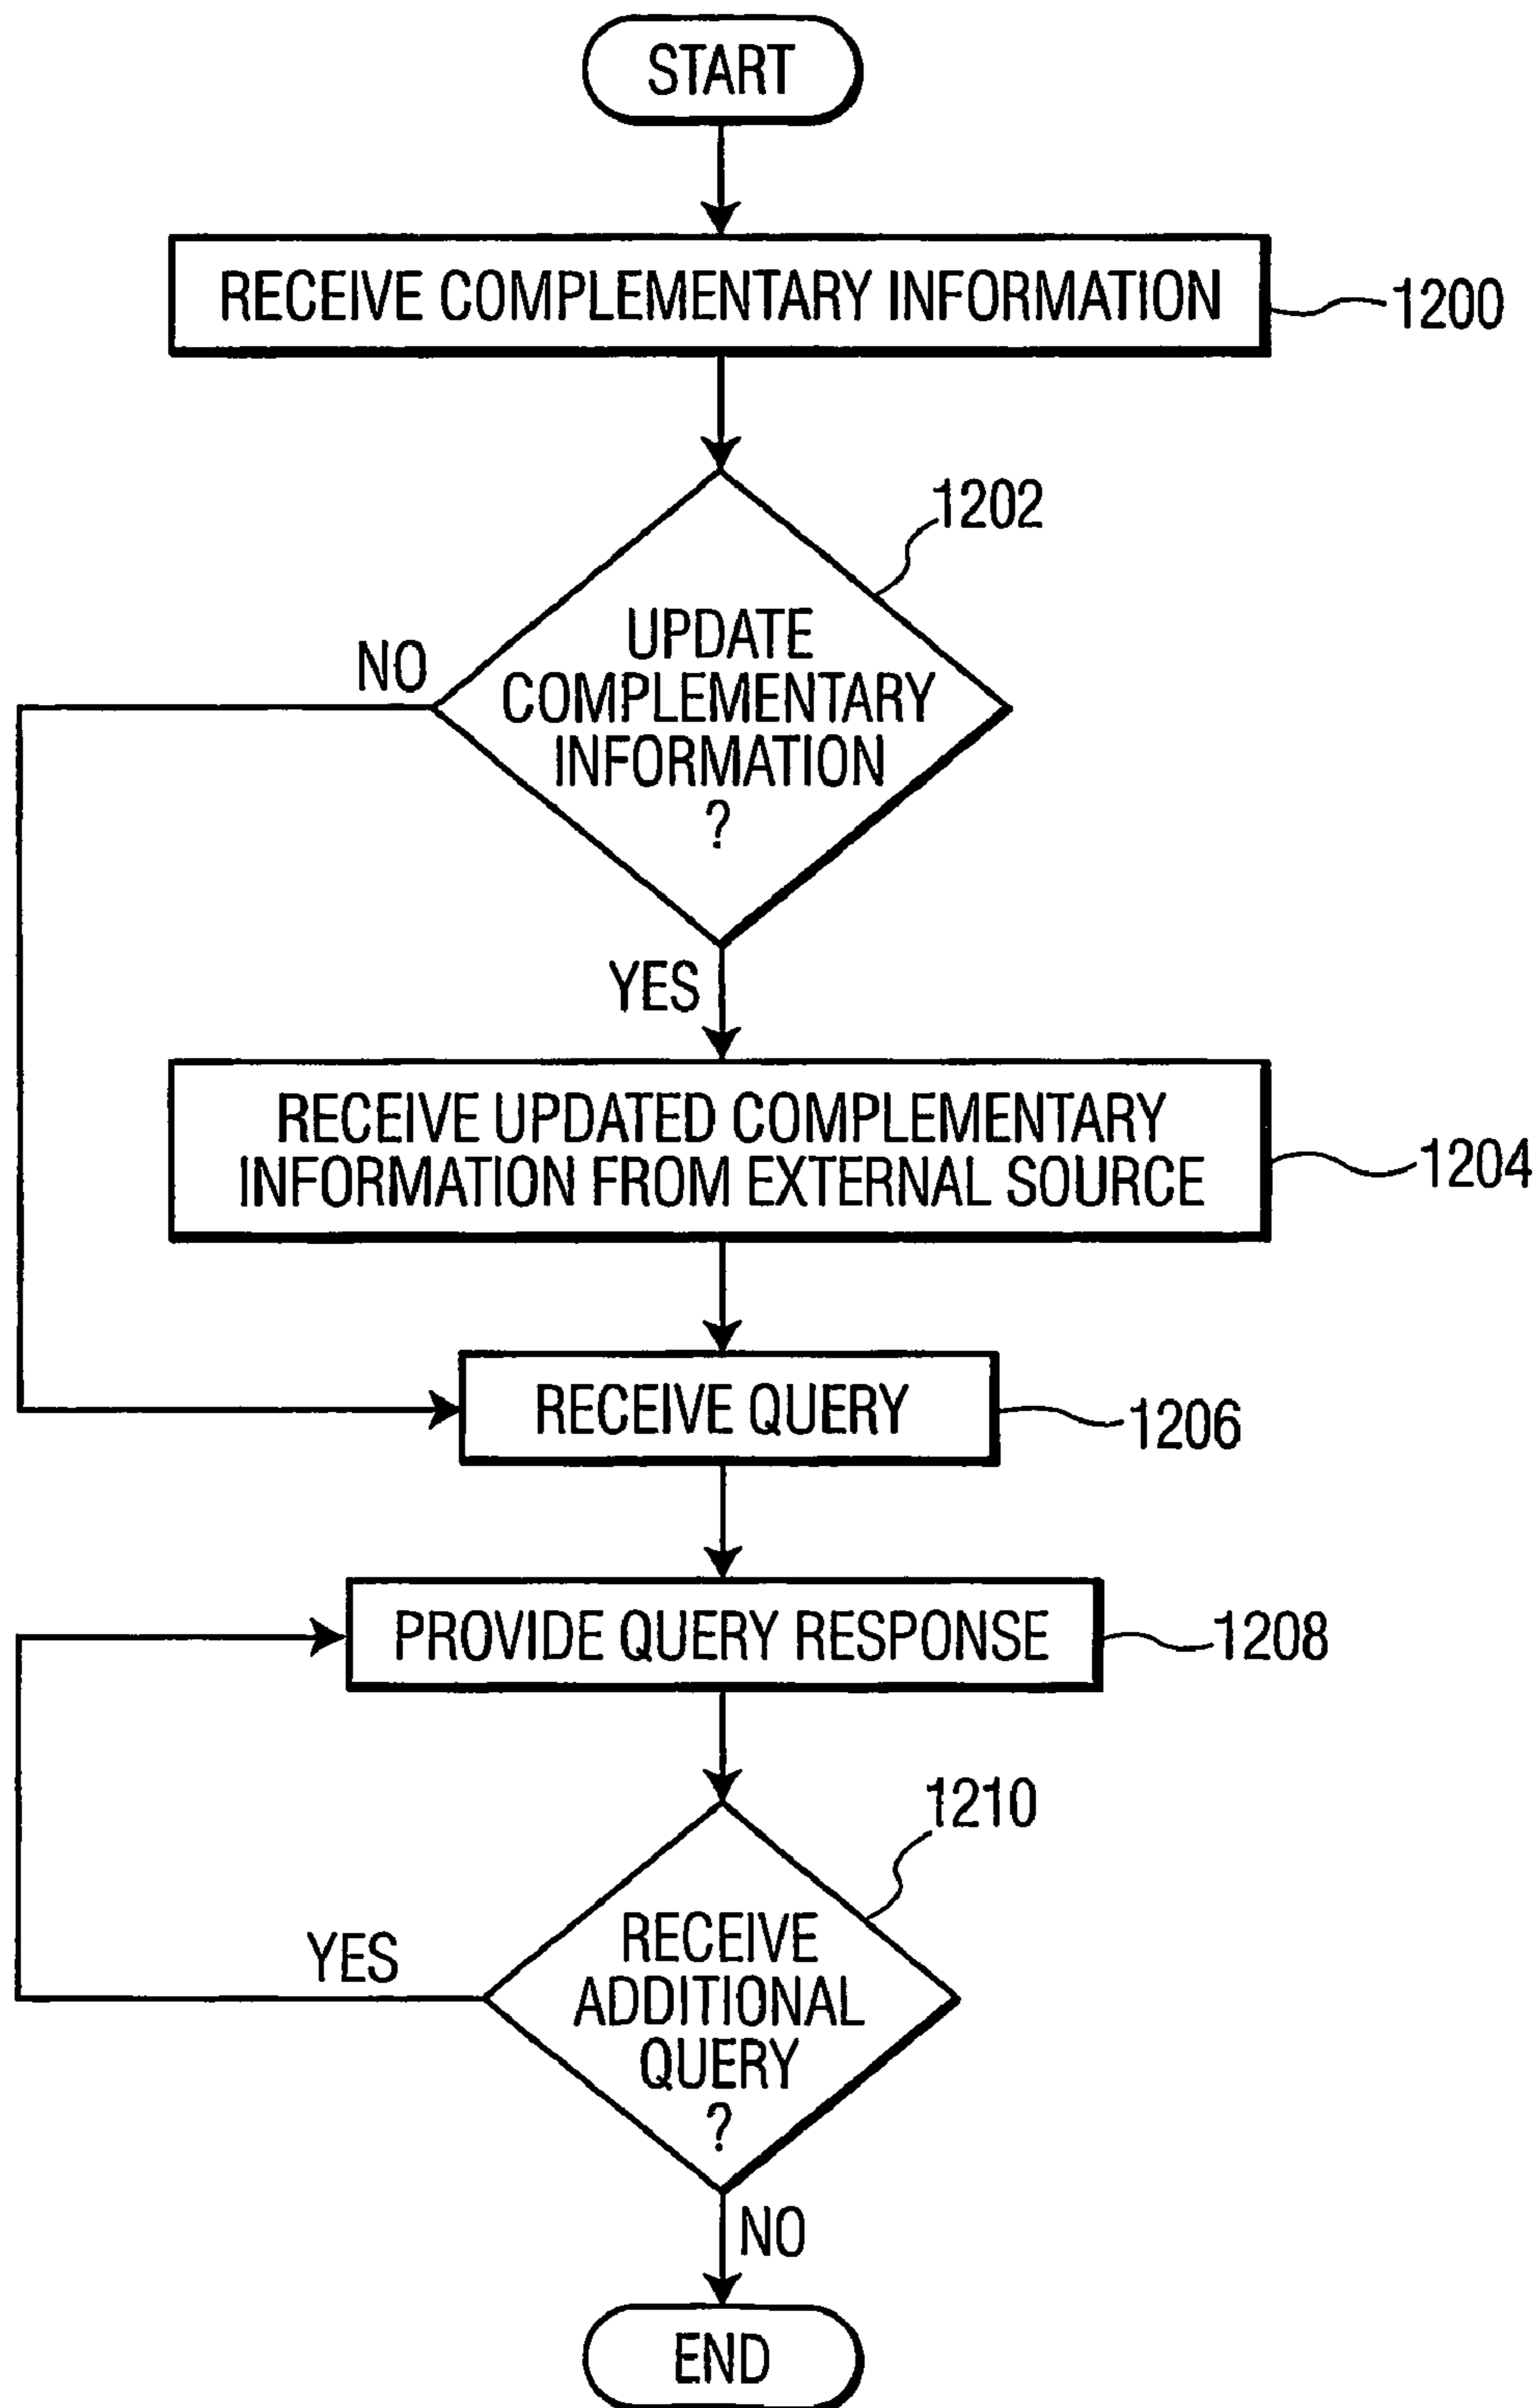 START
RECEIVE COMPLEMENTARY INFORMATION
1200
1202
UPDATE
COMPLEMENTARY
INFORMATION
?
NO
YES
RECEIVE UPDATED COMPLEMENTARY
INFORMATION FROM EXTERNAL SOURCE
1204
RECEIVE QUERY
1206
PROVIDE QUERY RESPONSE
1208
1210
RECEIVE
ADDITIONAL
QUERY
?
YES
NO
END